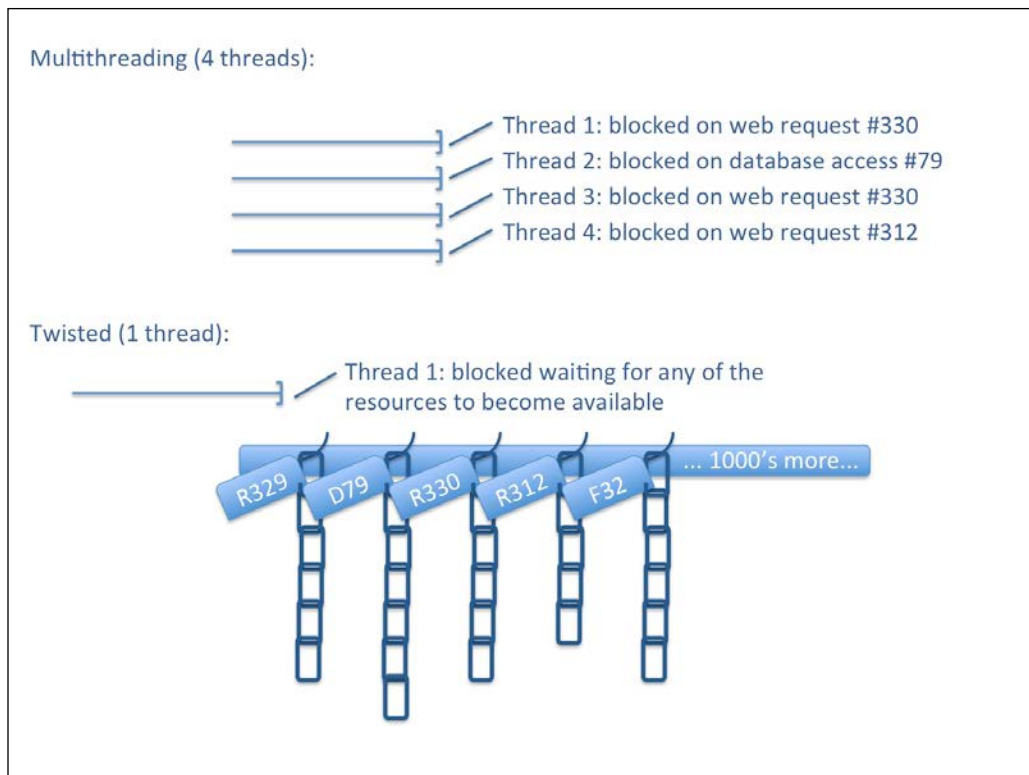 Multithreading (4 threads):
Thread 1: blocked on web request #330
Thread 2: blocked on database access #79
Thread 3: blocked on web request #330
Thread 4: blocked on web request #312
Twisted (1 thread):
Thread 1: blocked waiting for any of the
resources to become available
... 1000's more...
R329
D79
R330
R312
F32